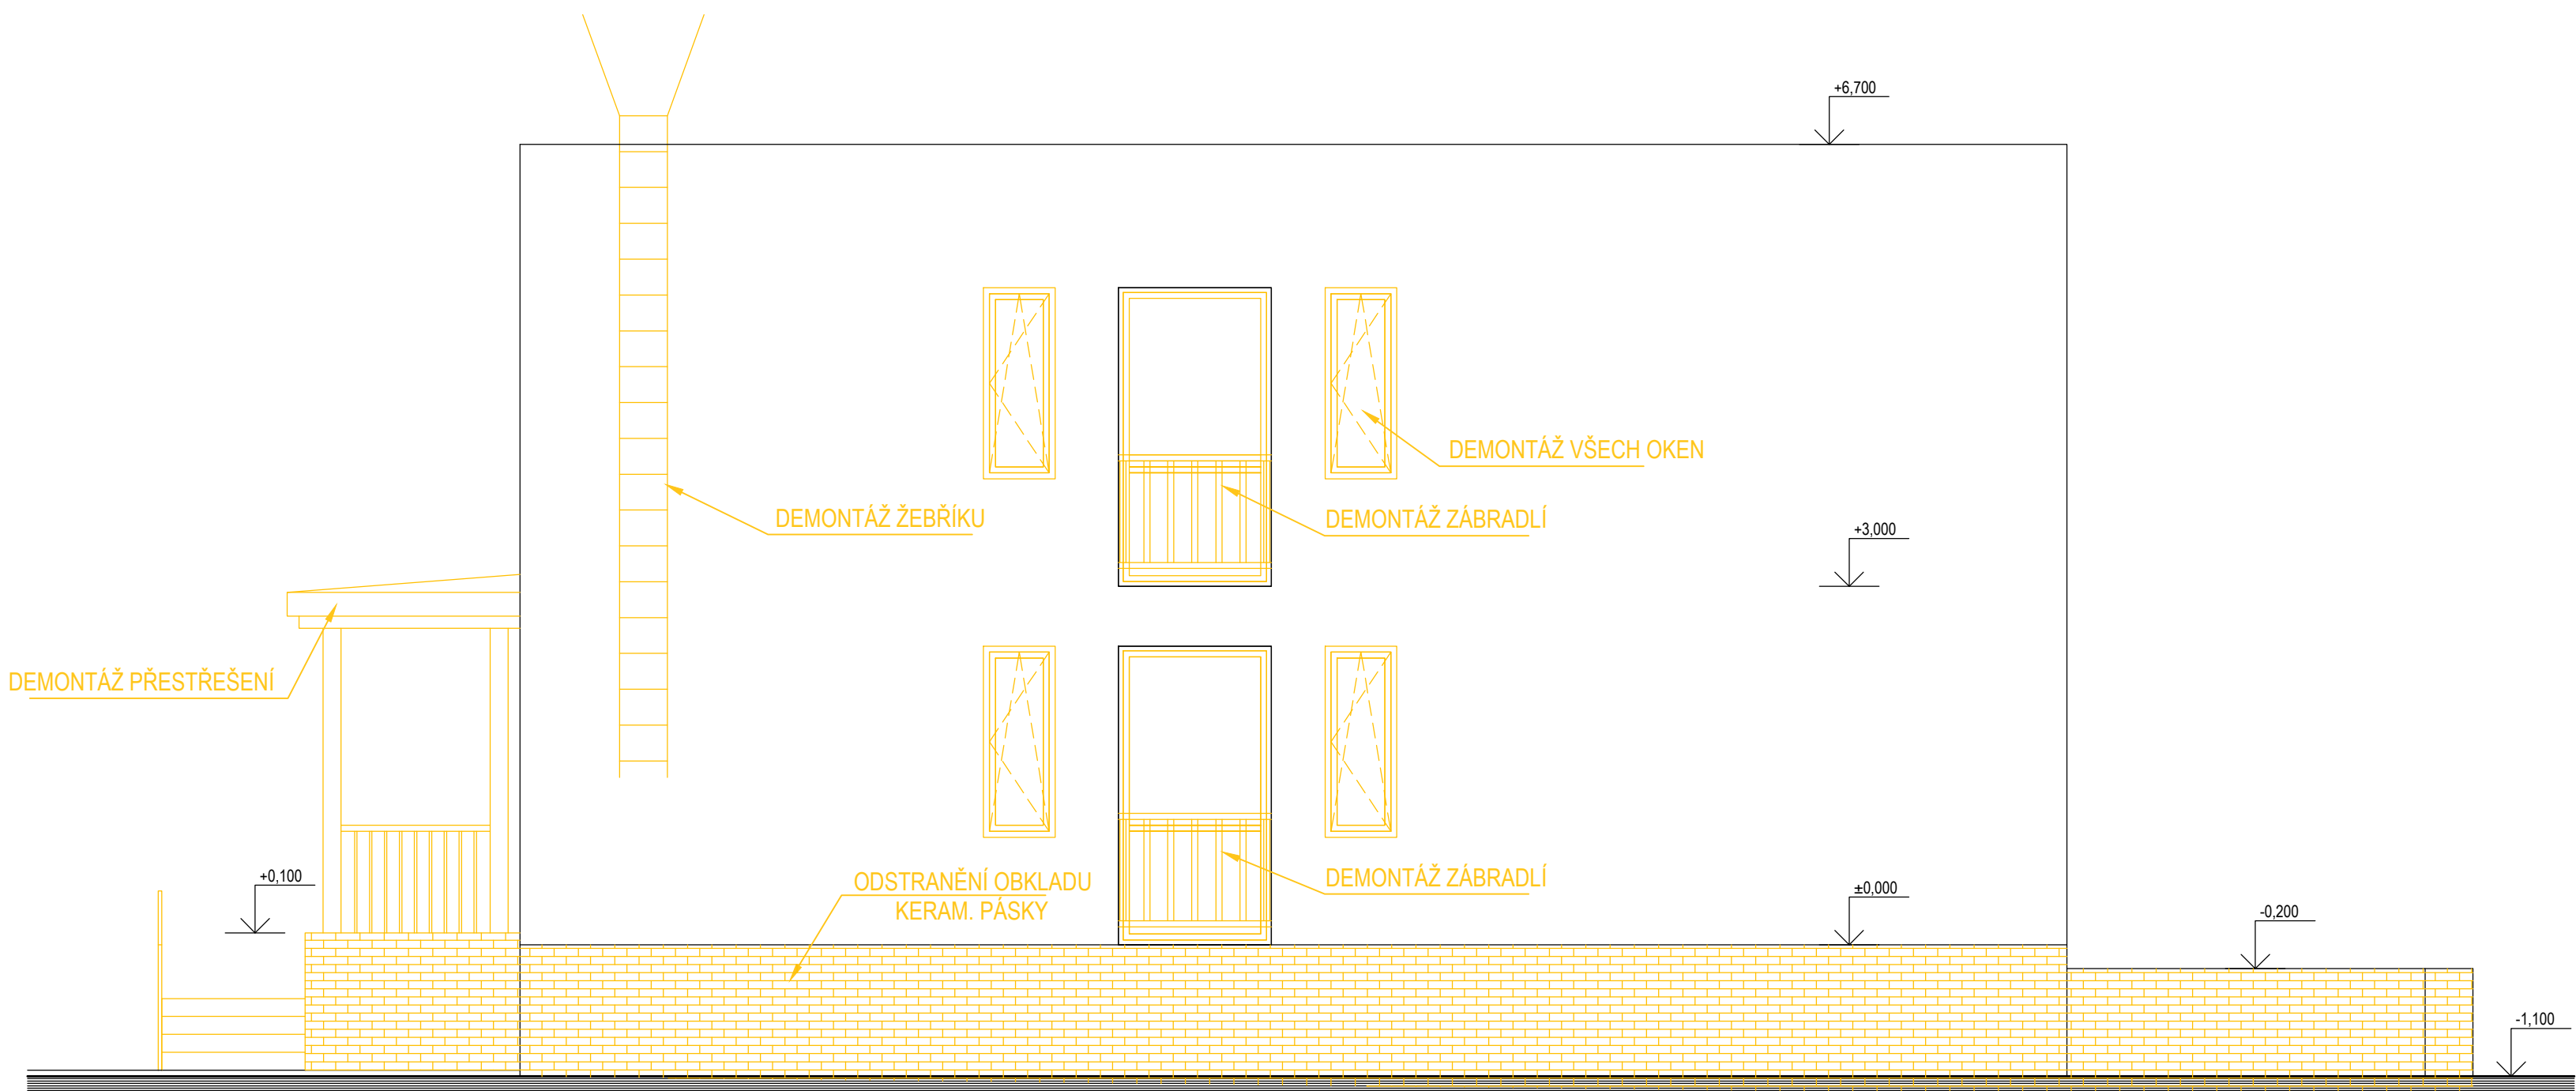 +6,700
DEMONTÁŽ VŠECH OKEN
DEMONTÁŽ ŽEBŘÍKU
DEMONTÁŽ ZÁBRADLÍ
+3,000
DEMONTÁŽ PŘESTŘEŠENÍ
+0,100
ODSTRANĚNÍ OBKLADU
KERAM. PÁSKY
DEMONTÁŽ ZÁBRADLÍ
±0,000
-0,200
-1,100